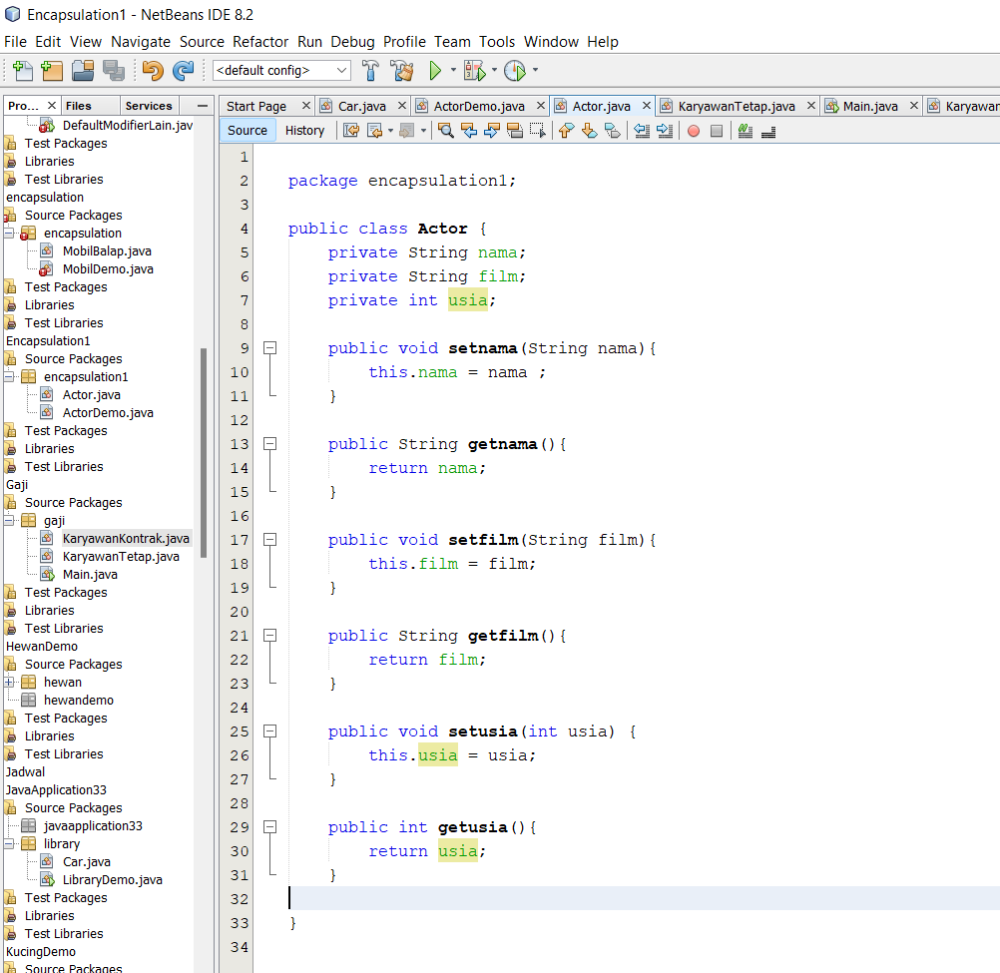 Encapsulation1 - NetBeans IDE 8.2
File Edit View Navigate Source Refactor Run Debug Profile Team Tools Window Help
<default config>
Pro... Files Services
Start Page Car.java ActorDemo.java Actor.java KaryawanTetap.java Main.java Karyawan
Source History
DefaultModifierLain.jav
Test Packages
Libraries
Test Libraries
encapsulation
Source Packages
encapsulation
MobilBalap.java
MobilDemo.java
Test Packages
Libraries
Test Libraries
Encapsulation1
Source Packages
encapsulation1
Actor.java
ActorDemo.java
Test Packages
Libraries
Test Libraries
Gaji
Source Packages
gaji
KaryawanKontrak.java
KaryawanTetap.java
Main.java
Test Packages
Libraries
Test Libraries
HewanDemo
Source Packages
hewan
hewandemo
Test Packages
Libraries
Test Libraries
Jadwal
JavaApplication33
Source Packages
javaapplication33
library
Car.java
LibraryDemo.java
Test Packages
Libraries
Test Libraries
KucingDemo
Source Packages
1
2 package encapsulation1;
3
4 public class Actor {
5 private String nama;
6 private String film;
7 private int usia;
8
9 public void setnama(String nama){
10 this.nama = nama ;
11 }
12
13 public String getnama(){
14 return nama;
15 }
16
17 public void setfilm(String film){
18 this.film = film;
19 }
20
21 public String getfilm(){
22 return film;
23 }
24
25 public void setusia(int usia) {
26 this.usia = usia;
27 }
28
29 public int getusia(){
30 return usia;
31 }
32
33 }
34